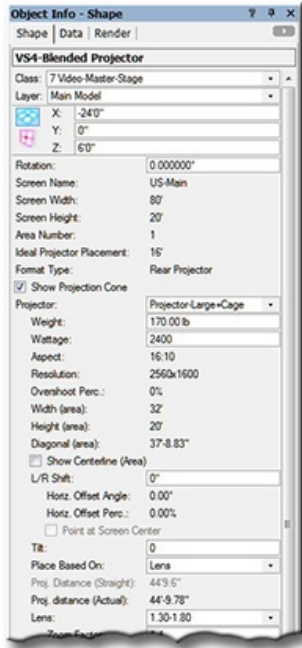 Object Info - Shape
Shape Data Render
VS4-Blended Projector
Class: 7 Video-Master-Stage
Layer: Main Model
X: -24'0"
Y: 0"
Z: 6'0"
Rotation: 0.000000°
Screen Name: US-Main
Screen Width: 80'
Screen Height: 20'
Area Number: 1
Ideal Projector Placement: 16'
Format Type: Rear Projector
Show Projection Cone
Projector: Projector-Large+Cage
Weight: 170.00 lb
Wattage: 2400
Aspect: 16:10
Resolution: 2560x1600
Overshoot Perc.: 0%
Width (area): 32'
Height (area): 20'
Diagonal (area): 37'-8.83"
Show Centerline (Area)
L/R Shift: 0"
Horiz. Offset Angle: 0.00°
Horiz. Offset Perc.: 0.00%
Point at Screen Center
Tilt: 0
Place Based On: Lens
Proj. Distance (Straight): 44'9.6"
Proj. distance (Actual): 44'-9.78"
Lens: 1.30-1.80
Zoom Factor